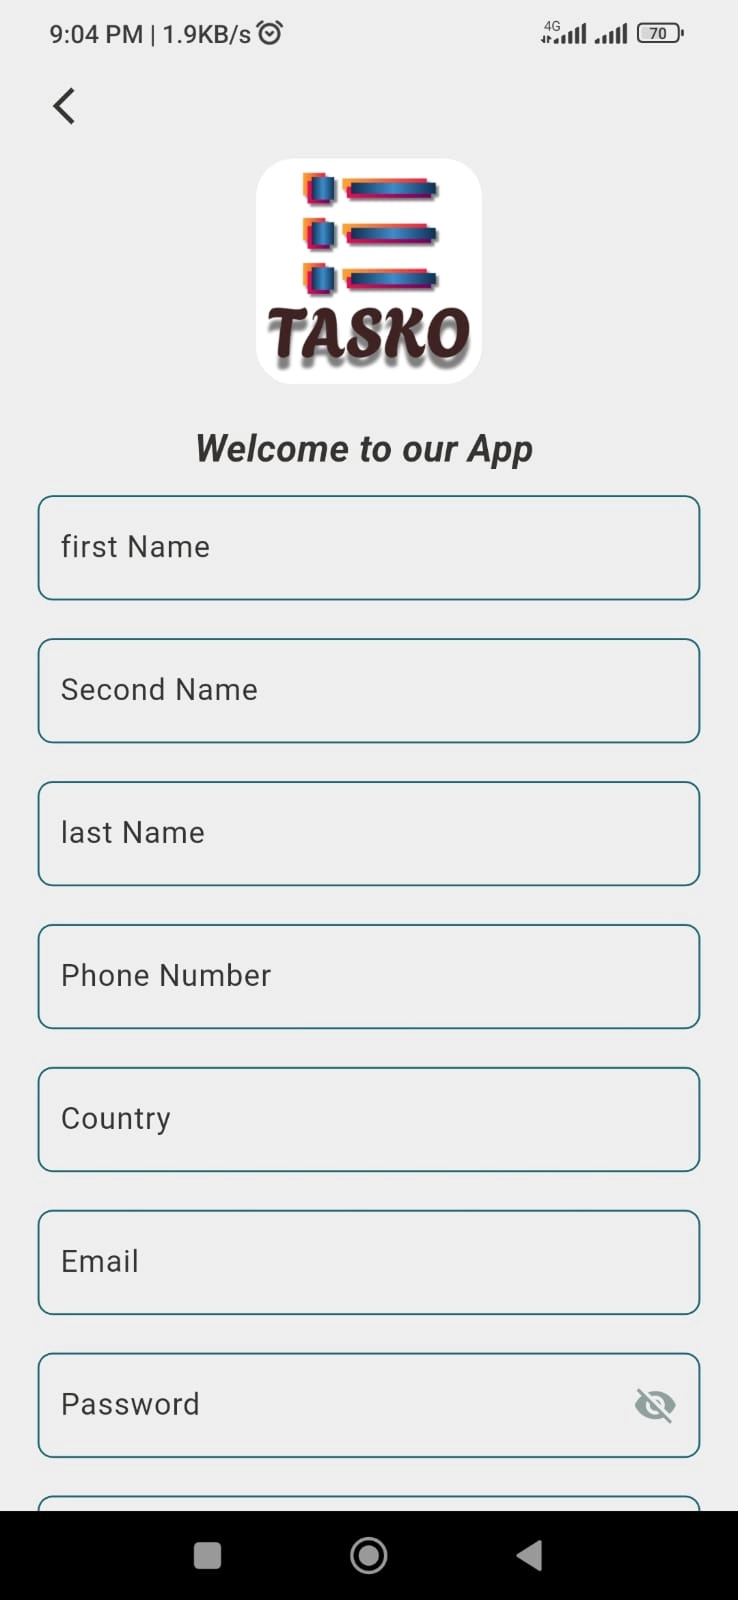 9:04 PM | 1.9KB/s 4G 70
TASKO
Welcome to our App
first Name
Second Name
last Name
Phone Number
Country
Email
Password